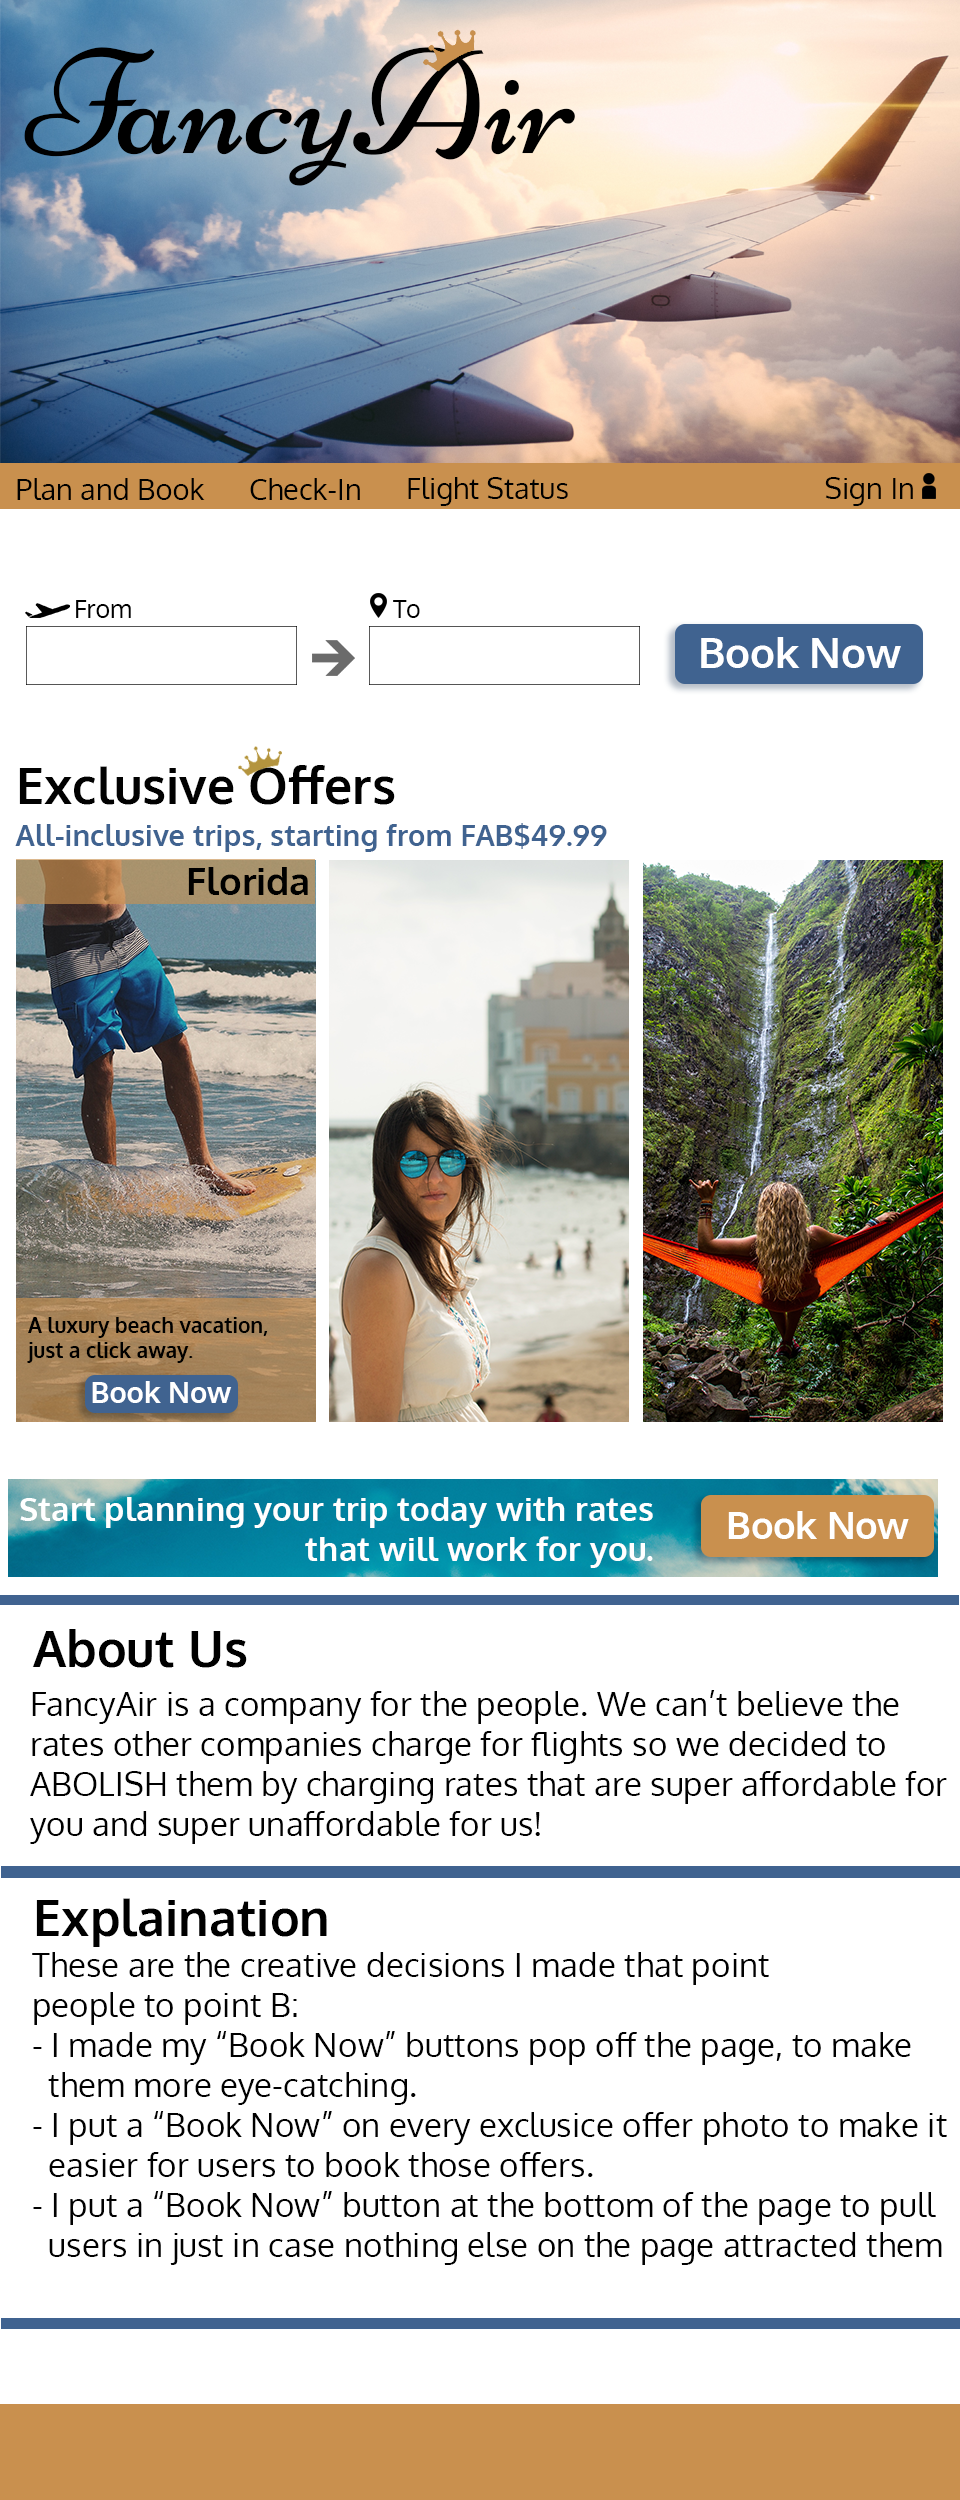 FancyAir
Plan and Book Check-In Flight Status Sign In
From To
Book Now
Exclusive Offers
All-inclusive trips, starting from FAB$49.99
Florida
A luxury beach vacation,
just a click away.
Book Now
Start planning your trip today with rates
that will work for you.
Book Now
About Us
FancyAir is a company for the people. We can’t believe the
rates other companies charge for flights so we decided to
ABOLISH them by charging rates that are super affordable for
you and super unaffordable for us!
Explaination
These are the creative decisions I made that point
people to point B:
- I made my “Book Now” buttons pop off the page, to make
them more eye-catching.
- I put a “Book Now” on every exclusice offer photo to make it
easier for users to book those offers.
- I put a “Book Now” button at the bottom of the page to pull
users in just in case nothing else on the page attracted them